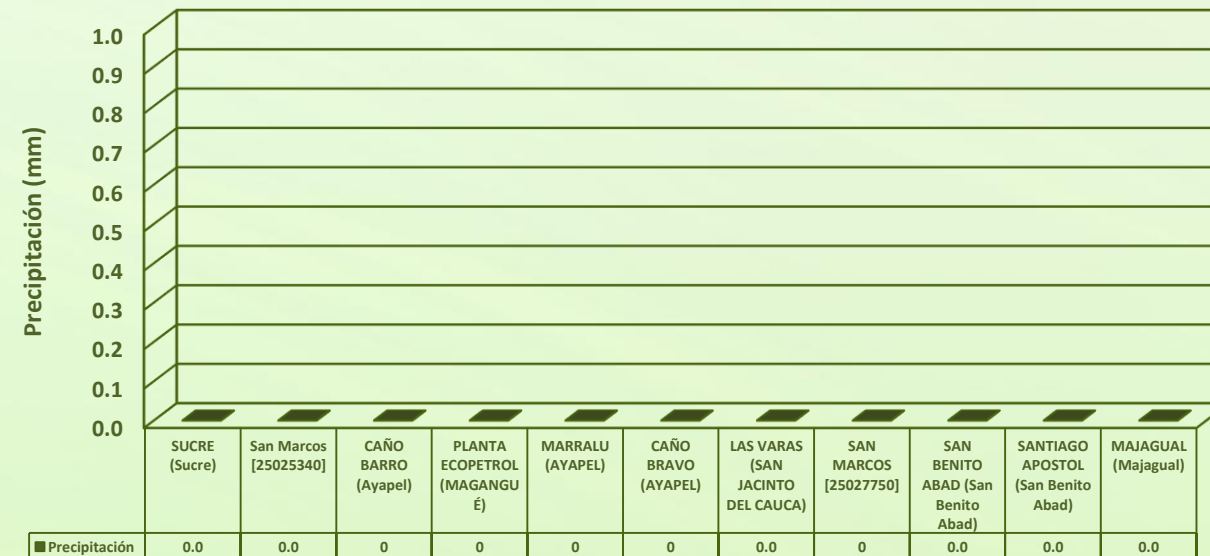 Precipitación (mm)
1.0
0.9
0.8
0.7
0.6
0.5
0.4
0.3
0.2
0.1
0.0
SUCRE
(Sucre)
San Marcos
[25025340]
CAÑO
BARRO
(Ayapel)
PLANTA
ECOPETROL
(MAGANGU
É)
MARRALU
(AYAPEL)
CAÑO
BRAVO
(AYAPEL)
LAS VARAS
(SAN
JACINTO
DEL CAUCA)
SAN
MARCOS
[25027750]
SAN
BENITO
ABAD (San
Benito
Abad)
SANTIAGO
APOSTOL
(San Benito
Abad)
MAJAGUAL
(Majagual)
Precipitación 0.0 0.0 0 0 0 0 0.0 0 0.0 0.0 0.0